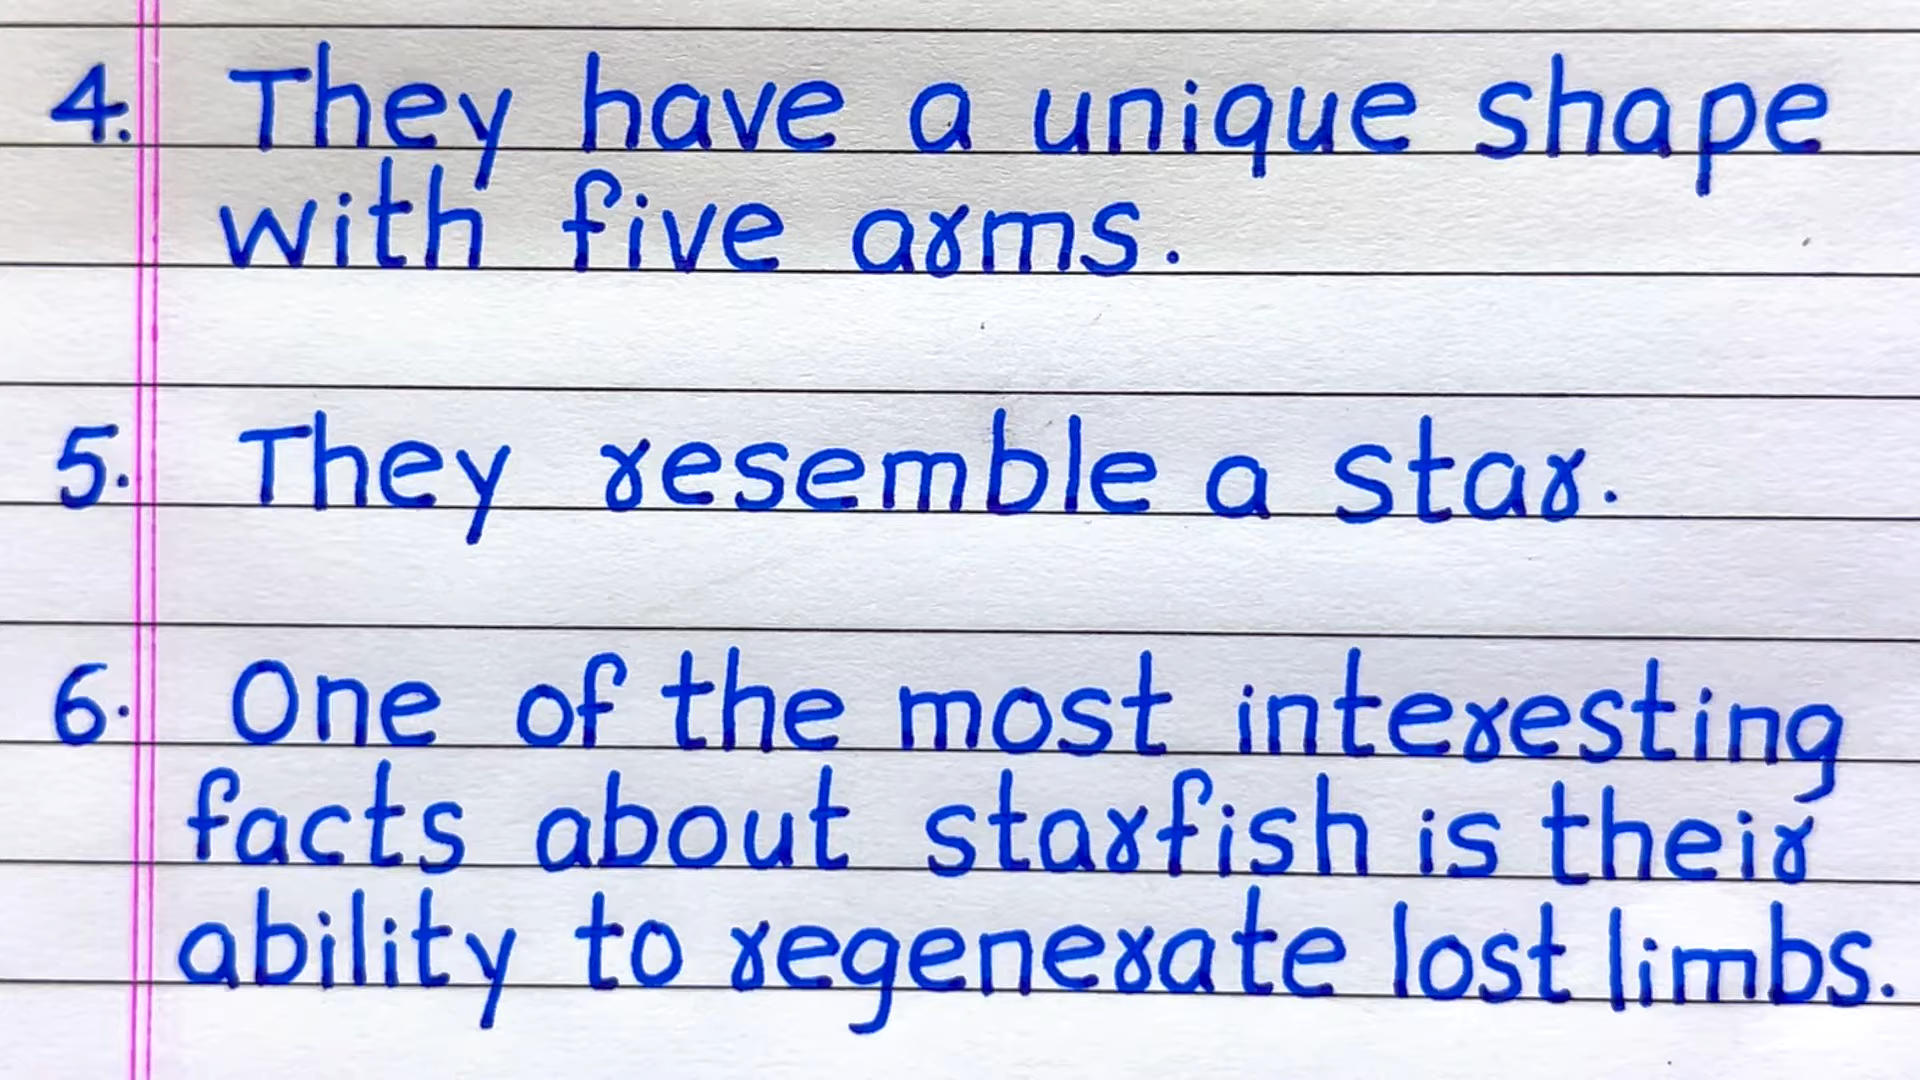 4. They have a unique shape
with five arms.
5. They resemble a star.
6. One of the most interesting
facts about starfish is their
ability to regenerate lost limbs.